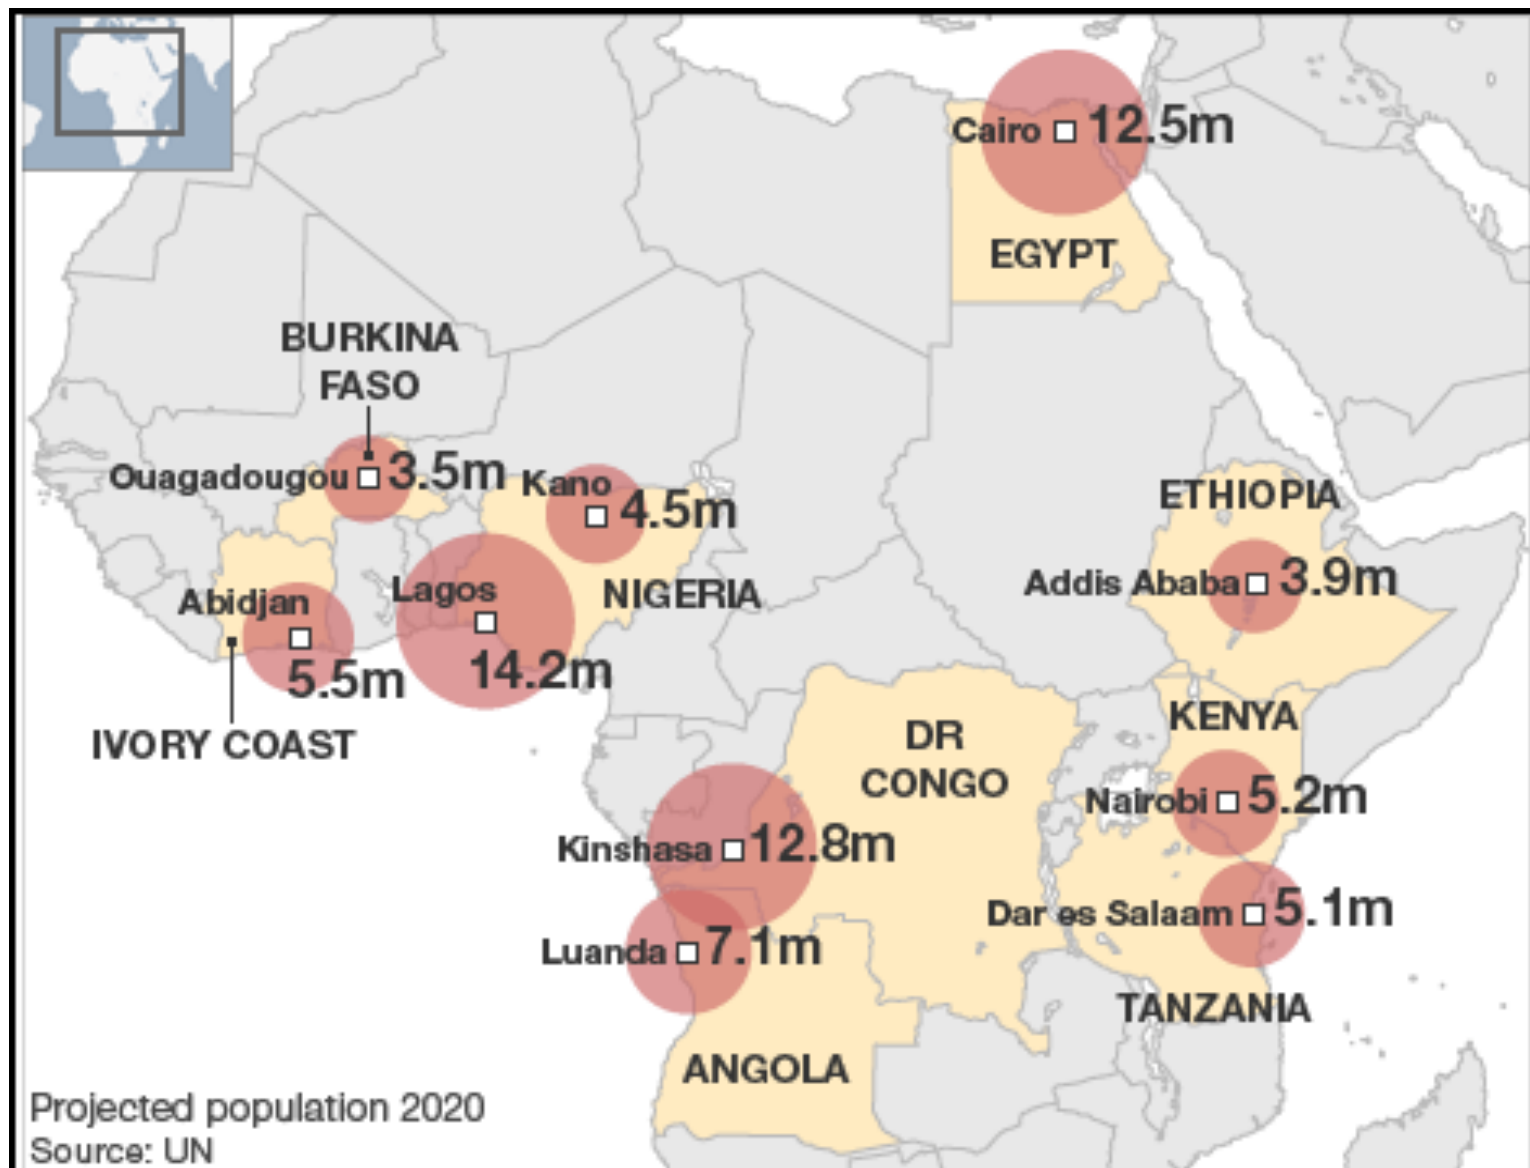 Cairo 12.5m
EGYPT
BURKINA
FASO
Ouagadougou 3.5m
Kano
4.5m
ETHIOPIA
Addis Ababa 3.9m
Abidjan
5.5m
Lagos
14.2m
NIGERIA
IVORY COAST
KENYA
DR
CONGO
Nairobi 5.2m
Kinshasa 12.8m
Dar es Salaam 5.1m
Luanda 7.1m
TANZANIA
ANGOLA
Projected population 2020
Source: UN